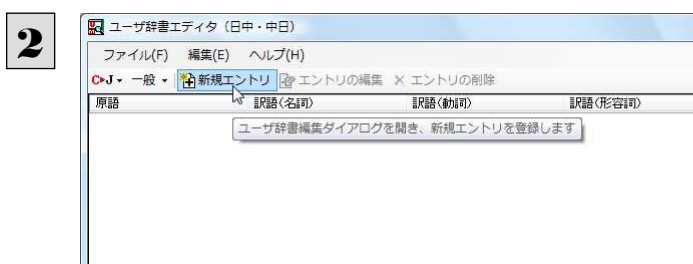 2
ユーザ辞書エディタ（日中・中日）
ファイル(F) 編集(E) ヘルプ(H)
C▶J 一般 新規エントリ エントリの編集 × エントリの削除
原語 訳語(名詞) 訳語(動詞) 訳語(形容詞)
ユーザ辞書編集ダイアログを開き、新規エントリを登録します